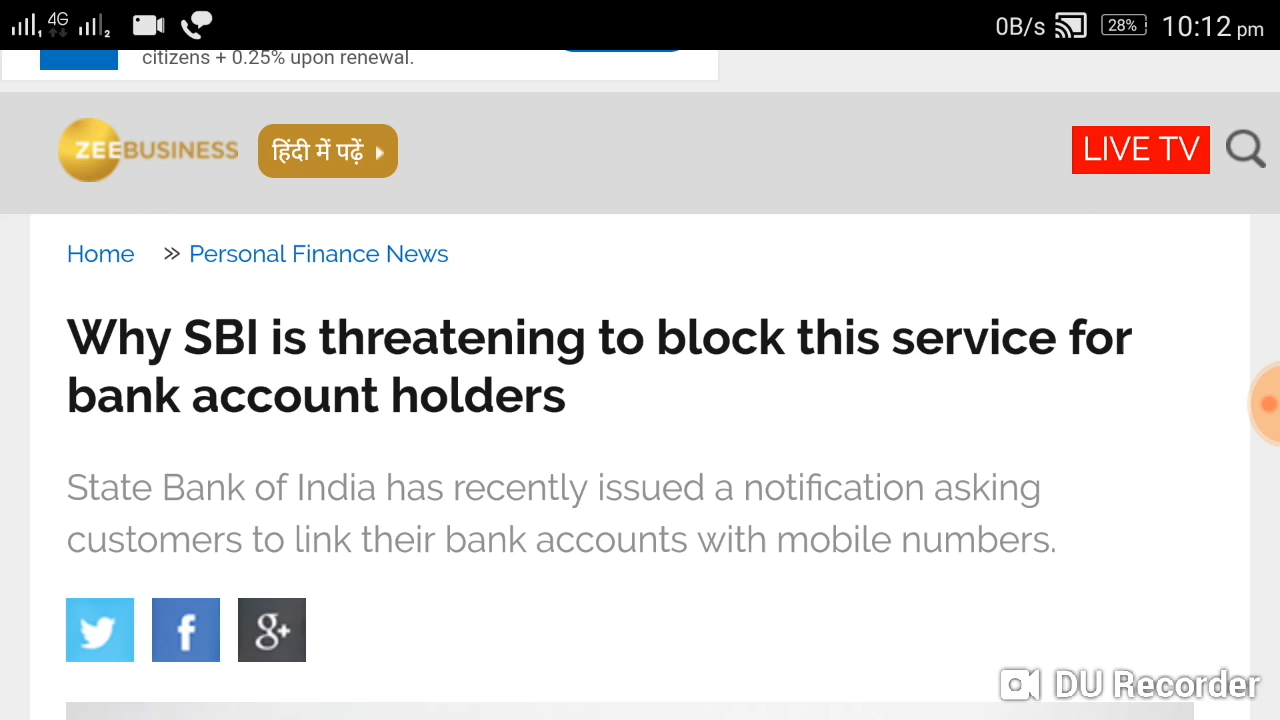 4G 1 2 0B/s 28% 10:12 pm
citizens + 0.25% upon renewal.
ZEEBUSINESS हिंदी में पढ़ें LIVE TV
Home » Personal Finance News
Why SBI is threatening to block this service for
bank account holders
State Bank of India has recently issued a notification asking
customers to link their bank accounts with mobile numbers.
f g+
DU Recorder